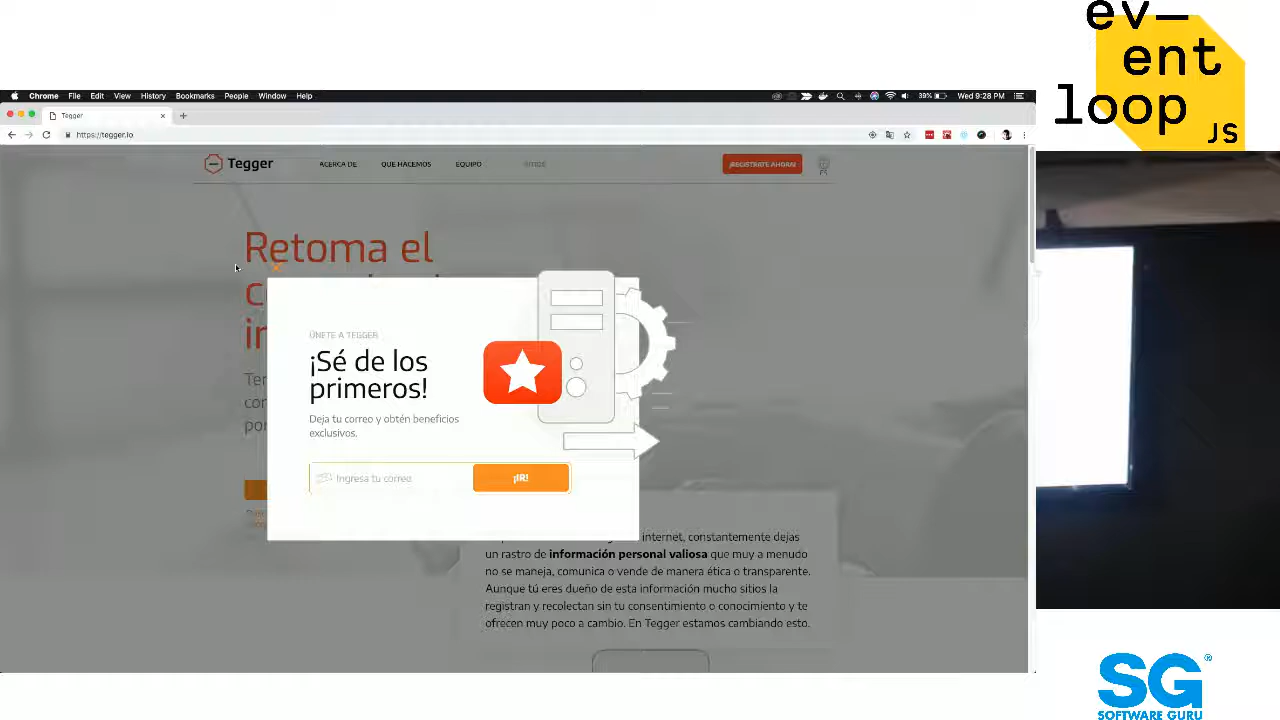 ev—
ent
loop
JS
Chrome File Edit View History Bookmarks People Window Help
39%
Wed 9:28 PM
Tegger
https://tegger.io
Tegger
ACERCA DE
QUE HACEMOS
EQUIPO
¡REGÍSTRATE AHORA!
Retoma el
ÚNETE A TEGGER
¡Sé de los
primeros!
Deja tu correo y obtén beneficios
exclusivos.
Ingresa tu correo
¡IR!
internet, constantemente dejas
un rastro de información personal valiosa que muy a menudo
no se maneja, comunica o vende de manera ética o transparente.
Aunque tú eres dueño de esta información mucho sitios la
registran y recolectan sin tu consentimiento o conocimiento y te
ofrecen muy poco a cambio. En Tegger estamos cambiando esto.
SG®
SOFTWARE GURU